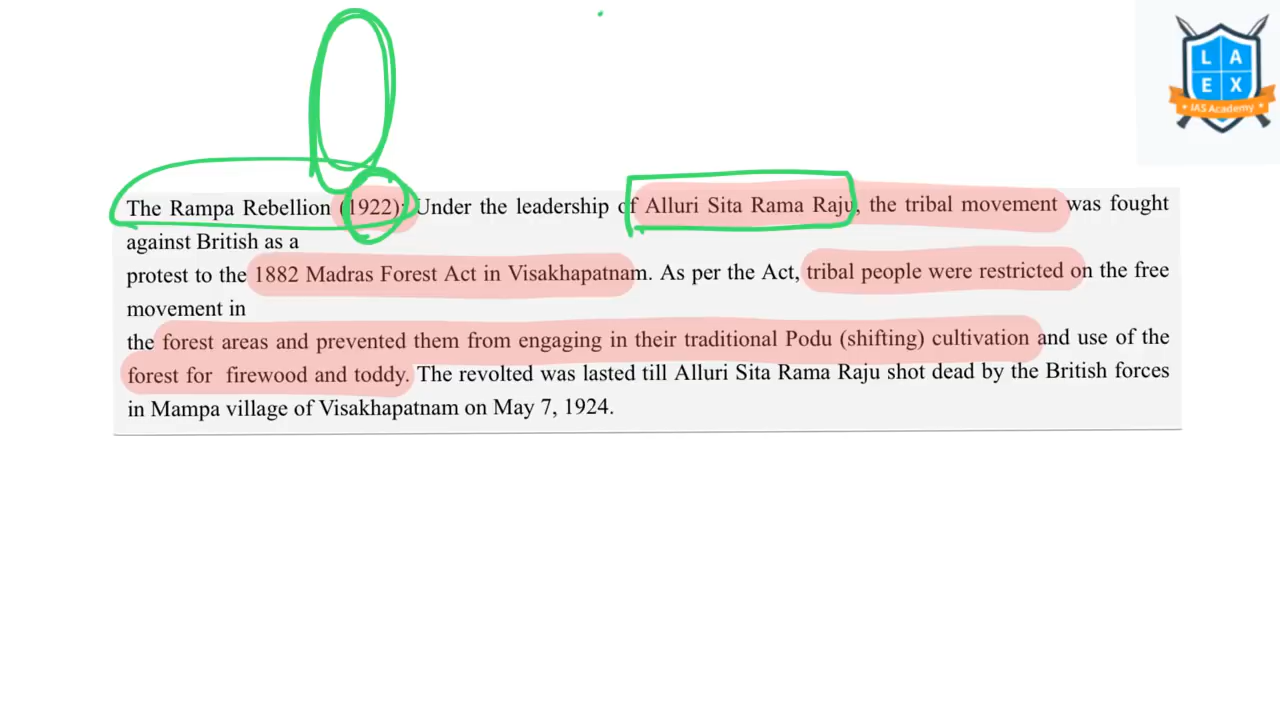 L A
E X
IAS Academy
The Rampa Rebellion (1922): Under the leadership of Alluri Sita Rama Raju, the tribal movement was fought
against British as a
protest to the 1882 Madras Forest Act in Visakhapatnam. As per the Act, tribal people were restricted on the free
movement in
the forest areas and prevented them from engaging in their traditional Podu (shifting) cultivation and use of the
forest for firewood and toddy. The revolted was lasted till Alluri Sita Rama Raju shot dead by the British forces
in Mampa village of Visakhapatnam on May 7, 1924.